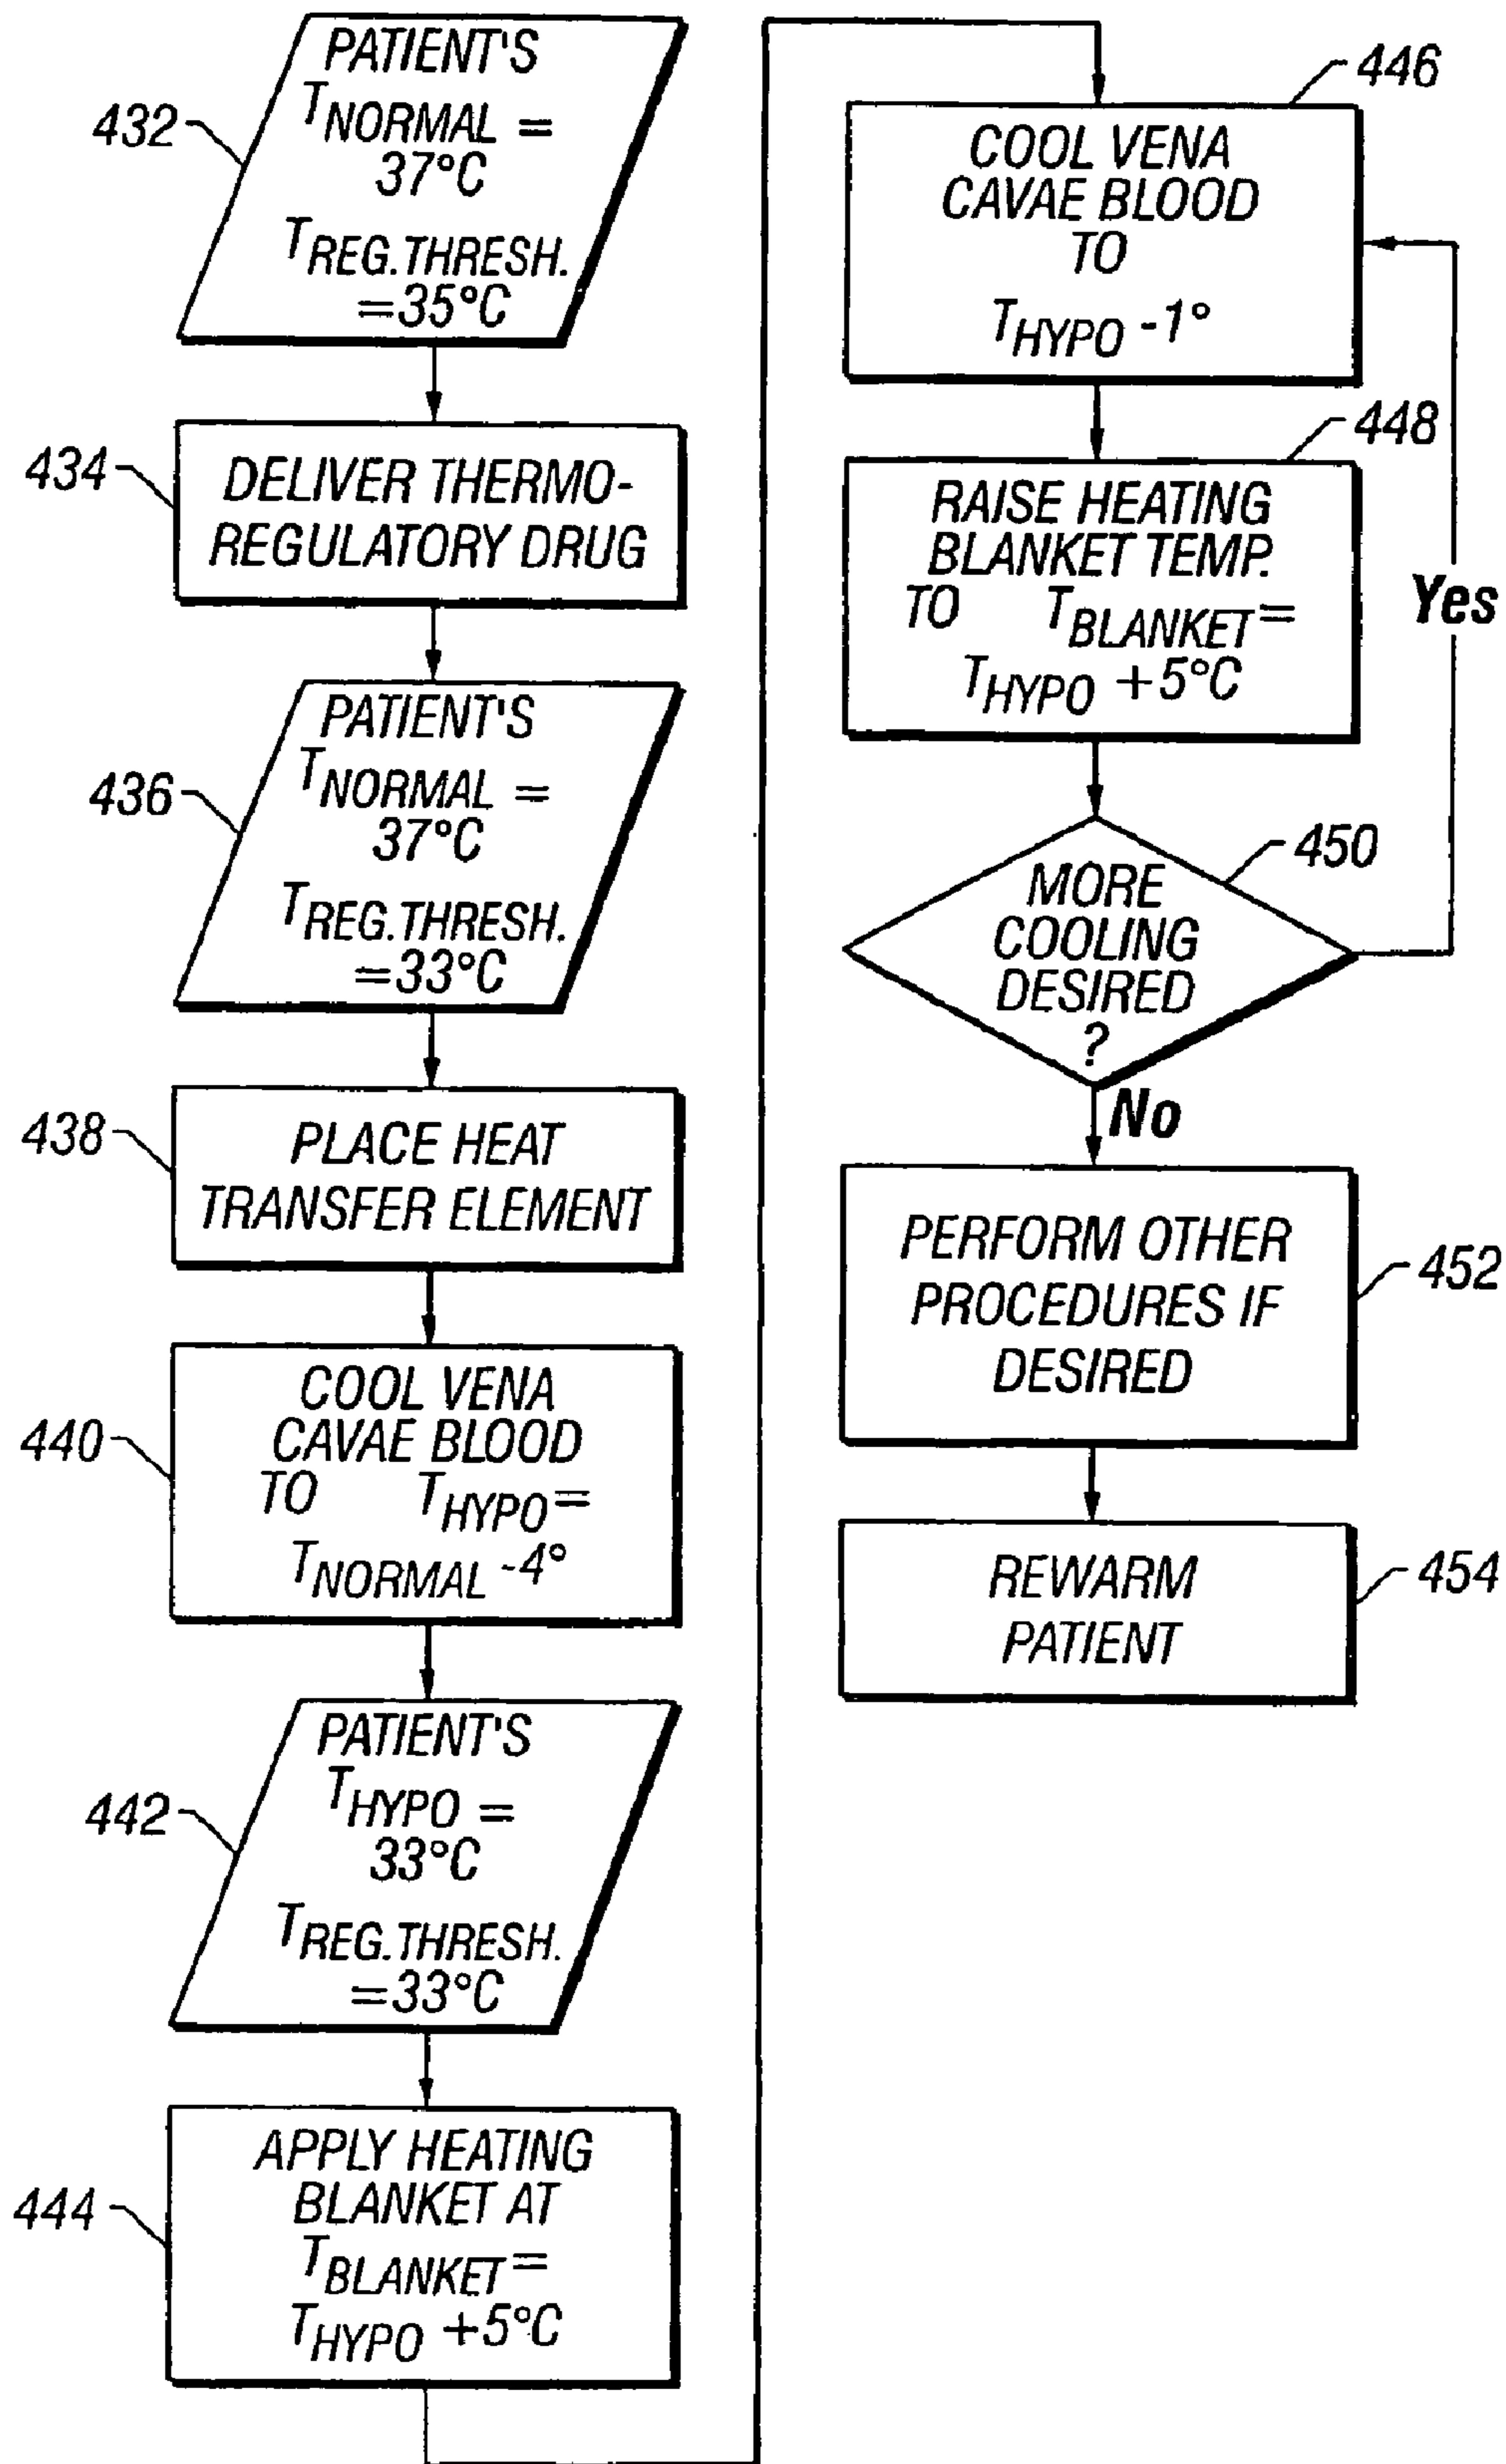 432
PATIENT'S
TNORMAL =
37°C
TREG.THRESH.
=35°C
434
DELIVER THERMO-
REGULATORY DRUG
436
PATIENT'S
TNORMAL =
37°C
TREG.THRESH.
=33°C
438
PLACE HEAT
TRANSFER ELEMENT
440
COOL VENA
CAVAE BLOOD
TO THYPO=
TNORMAL -4°
442
PATIENT'S
THYPO =
33°C
TREG.THRESH.
=33°C
444
APPLY HEATING
BLANKET AT
TBLANKET=
THYPO +5°C
446
COOL VENA
CAVAE BLOOD
TO
THYPO -1°
448
RAISE HEATING
BLANKET TEMP.
TO TBLANKET=
THYPO +5°C
Yes
450
MORE
COOLING
DESIRED
?
No
PERFORM OTHER
PROCEDURES IF
DESIRED
452
REWARM
PATIENT
454